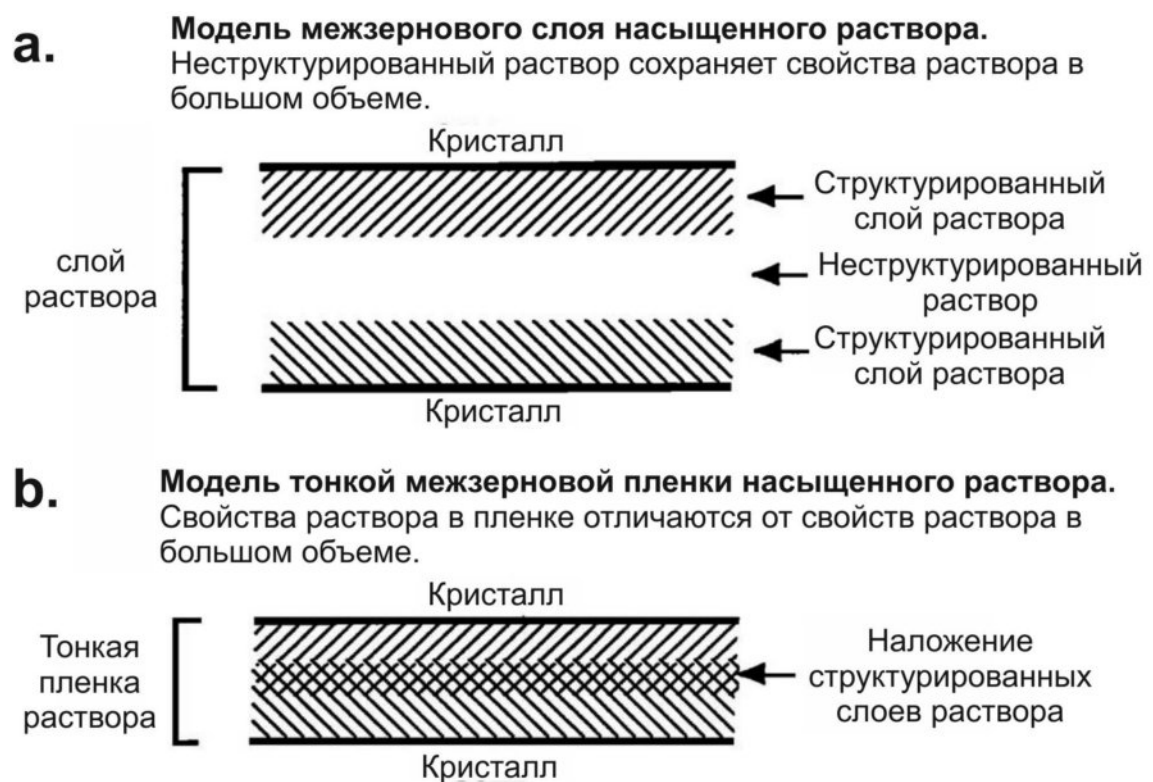 a.
Модель межзернового слоя насыщенного раствора.
Неструктурированный раствор сохраняет свойства раствора в
большом объеме.
Кристалл
слой
раствора
Структурированный
слой раствора
Неструктурированный
раствор
Структурированный
слой раствора
Кристалл
b.
Модель тонкой межзерновой пленки насыщенного раствора.
Свойства раствора в пленке отличаются от свойств раствора в
большом объеме.
Кристалл
Тонкая
пленка
раствора
Наложение
структурированных
слоев раствора
Кристалл